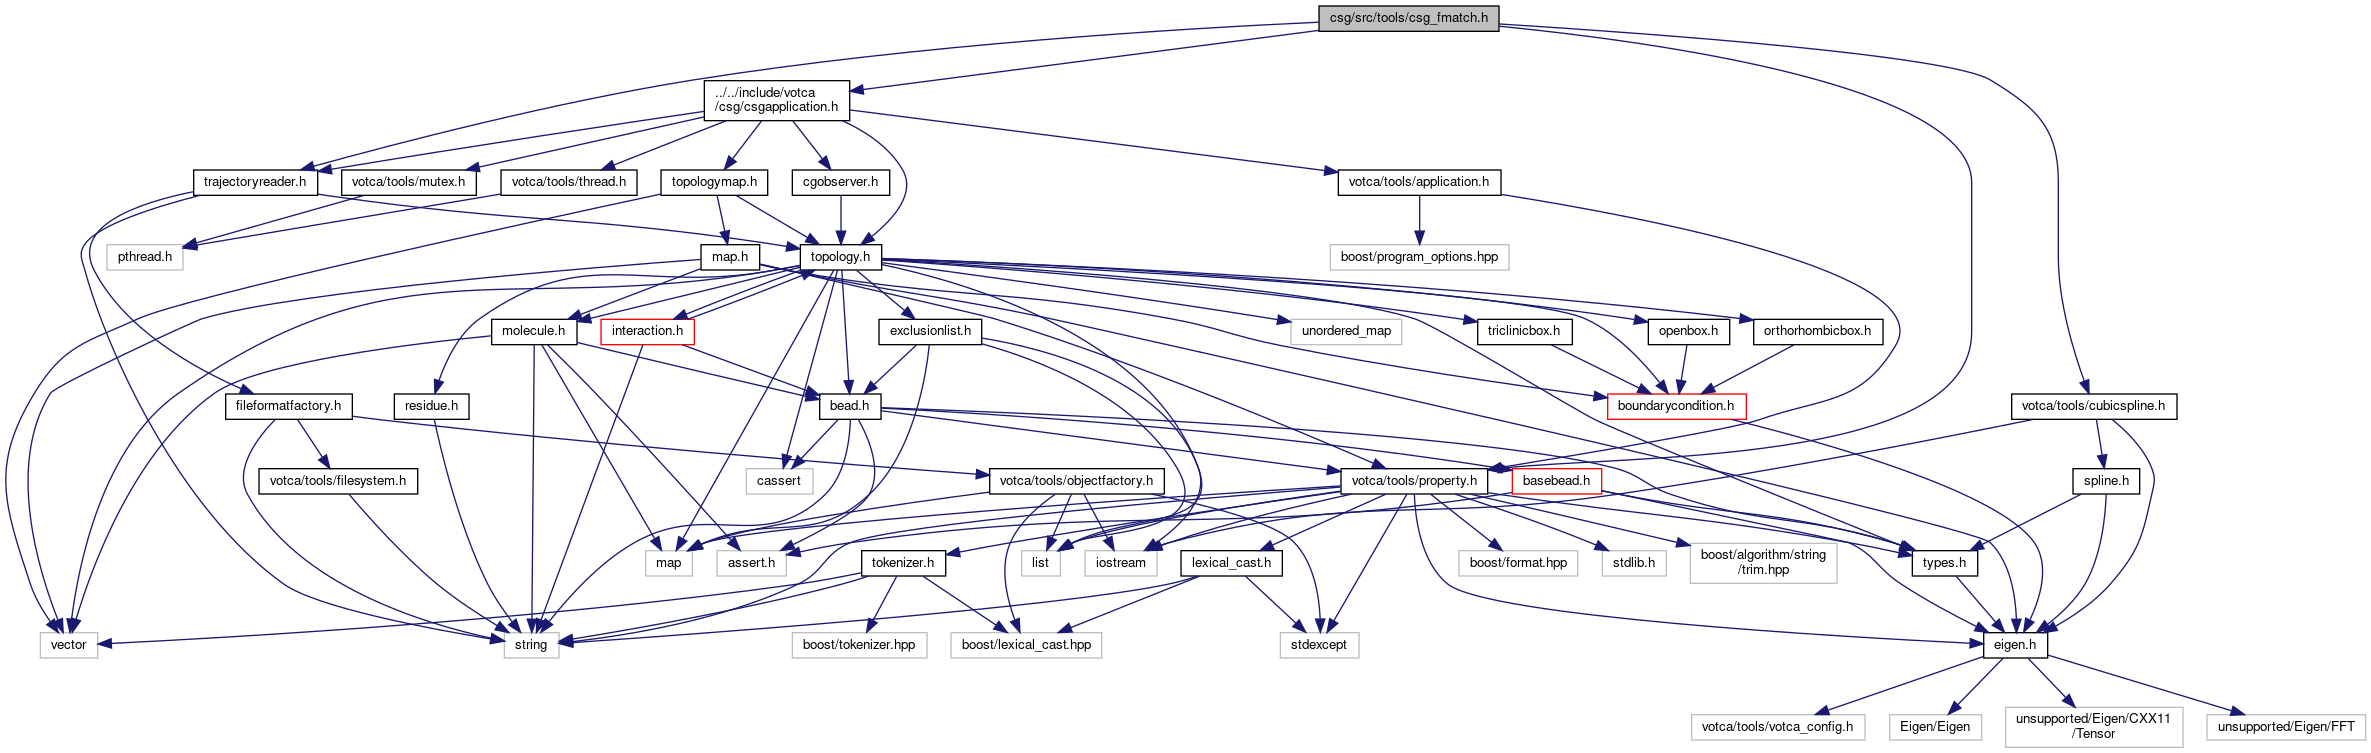 csg/src/tools/csg_fmatch.h
../../include/votca
/csg/csgapplication.h
trajectoryreader.h
votca/tools/mutex.h
votca/tools/thread.h
topologymap.h
cgobserver.h
votca/tools/application.h
pthread.h
map.h
topology.h
boost/program_options.hpp
molecule.h
interaction.h
exclusionlist.h
unordered_map
triclinicbox.h
openbox.h
orthorhombicbox.h
fileformatfactory.h
residue.h
bead.h
boundarycondition.h
votca/tools/cubicspline.h
votca/tools/filesystem.h
cassert
votca/tools/objectfactory.h
votca/tools/property.h
basebead.h
spline.h
map
assert.h
tokenizer.h
list
iostream
lexical_cast.h
boost/format.hpp
stdlib.h
boost/algorithm/string
/trim.hpp
types.h
vector
string
boost/tokenizer.hpp
boost/lexical_cast.hpp
stdexcept
eigen.h
votca/tools/votca_config.h
Eigen/Eigen
unsupported/Eigen/CXX11
/Tensor
unsupported/Eigen/FFT